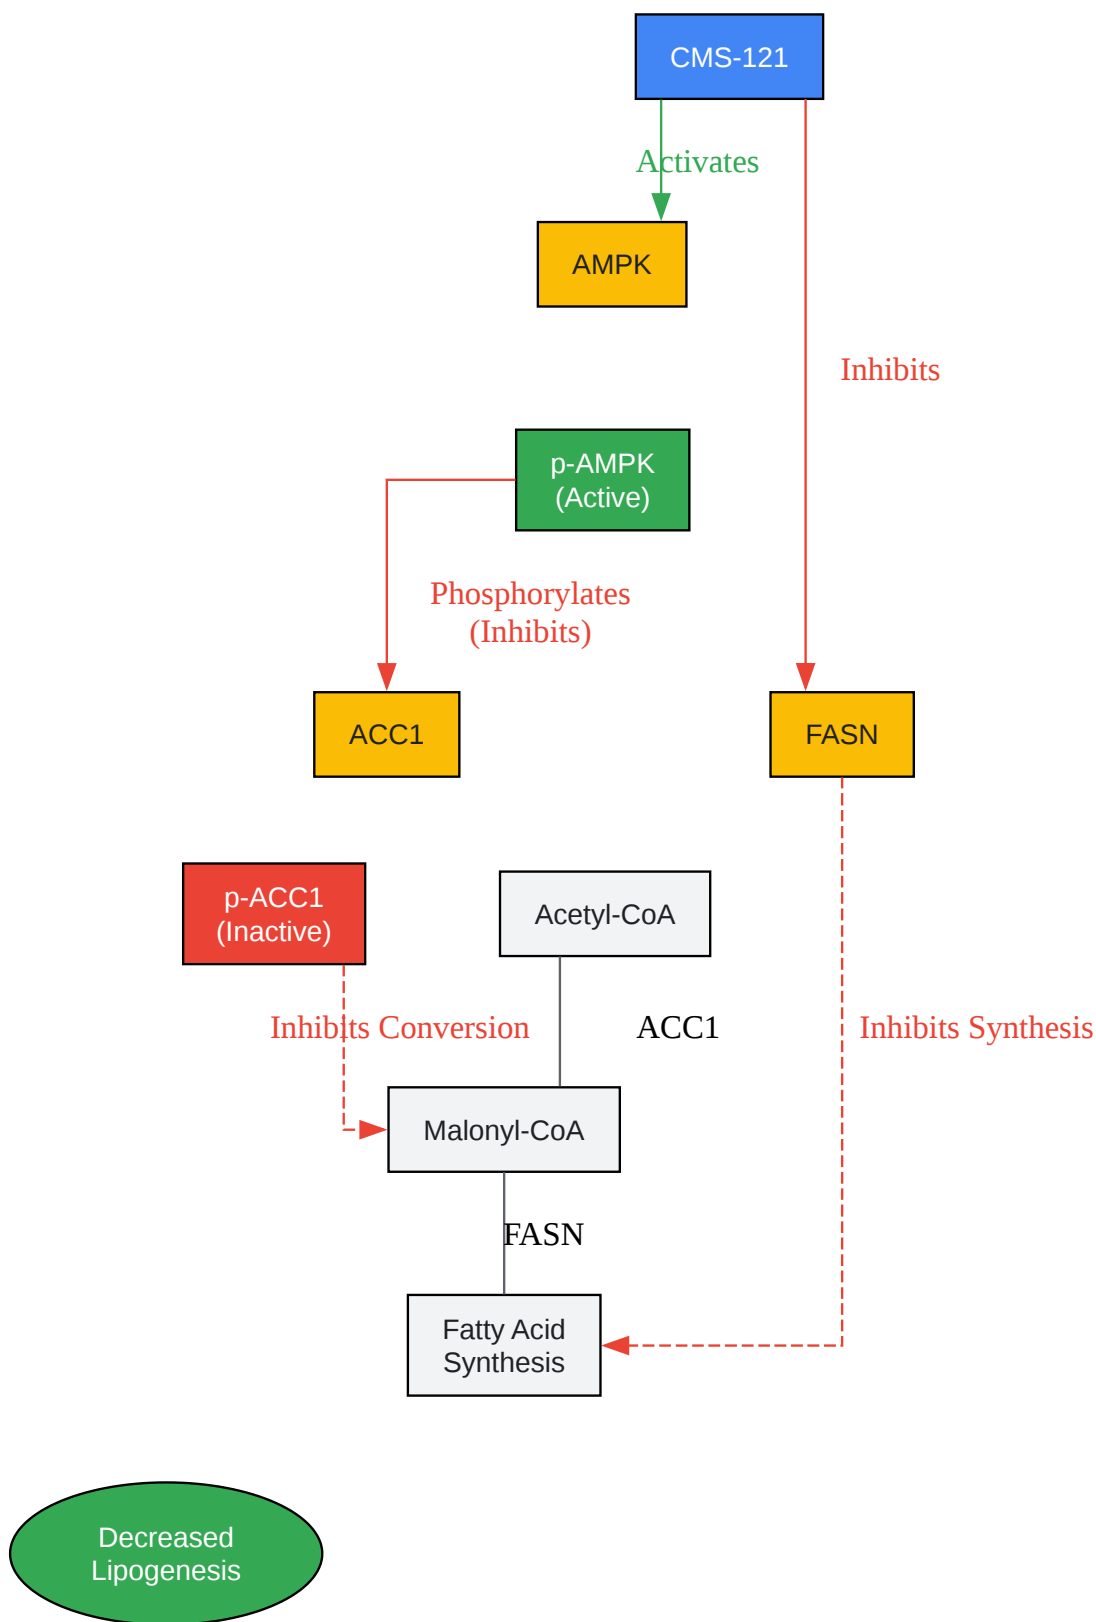 CMS-121
Activates
AMPK
Inhibits
p-AMPK
(Active)
Phosphorylates
(Inhibits)
ACC1
FASN
p-ACC1
(Inactive)
Acetyl-CoA
Inhibits Conversion
ACC1
Inhibits Synthesis
Malonyl-CoA
FASN
Fatty Acid
Synthesis
Decreased
Lipogenesis